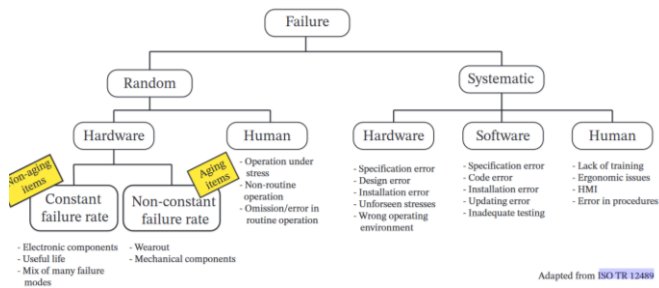 Failure
Random
Systematic
Hardware
Human
Hardware
Software
Human
Non-aging
items
Aging
items
Constant
failure rate
Non-constant
failure rate
- Operation under
stress
- Non-routine
operation
- Omission/error in
routine operation
- Specification error
- Design error
- Installation error
- Unforseen stresses
- Wrong operating
environment
- Specification error
- Code error
- Installation error
- Updating error
- Inadequate testing
- Lack of training
- Ergonomic issues
- HMI
- Error in procedures
- Electronic components
- Useful life
- Mix of many failure
modes
- Wearout
- Mechanical components
Adapted from ISO TR 12489